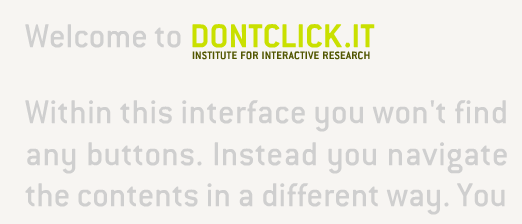 Welcome to DONTCLICK.IT
INSTITUTE FOR INTERACTIVE RESEARCH
Within this interface you won't find
any buttons. Instead you navigate
the contents in a different way. You